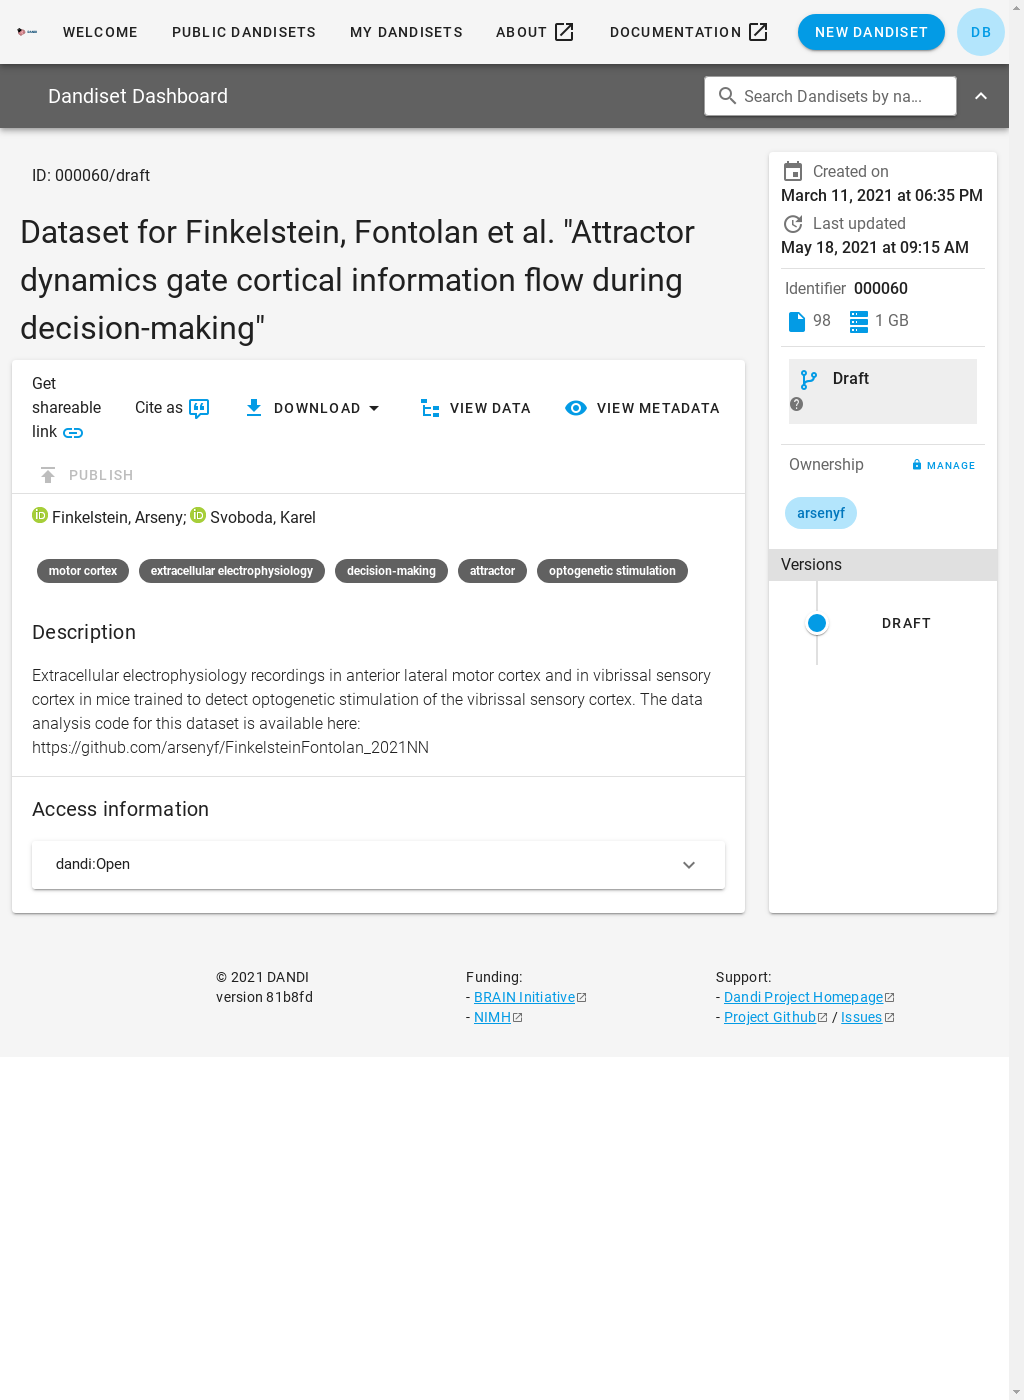 WELCOME
PUBLIC DANDISETS
MY DANDISETS
ABOUT
DOCUMENTATION
NEW DANDISET
DB
Dandiset Dashboard
Search Dandisets by na...
ID: 000060/draft
Dataset for Finkelstein, Fontolan et al. "Attractor
dynamics gate cortical information flow during
decision-making"
Get
shareable
link
Cite as
DOWNLOAD
VIEW DATA
VIEW METADATA
PUBLISH
Finkelstein, Arseny; Svoboda, Karel
motor cortex
extracellular electrophysiology
decision-making
attractor
optogenetic stimulation
Description
Extracellular electrophysiology recordings in anterior lateral motor cortex and in vibrissal sensory
cortex in mice trained to detect optogenetic stimulation of the vibrissal sensory cortex. The data
analysis code for this dataset is available here:
https://github.com/arsenyf/FinkelsteinFontolan_2021NN
Access information
dandi:Open
Created on
March 11, 2021 at 06:35 PM
Last updated
May 18, 2021 at 09:15 AM
Identifier 000060
98
1 GB
Draft
Ownership
MANAGE
arsenyf
Versions
DRAFT
© 2021 DANDI
version 81b8fd
Funding:
- BRAIN Initiative
- NIMH
Support:
- Dandi Project Homepage
- Project Github / Issues